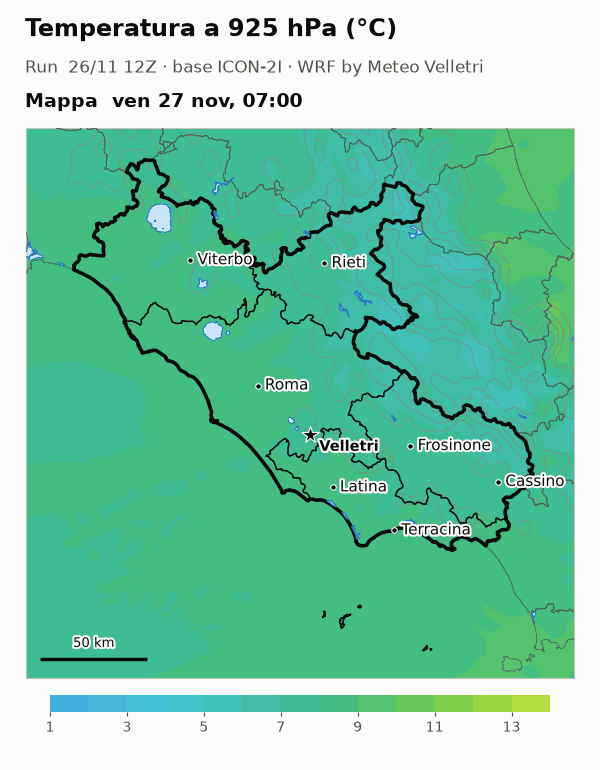 Temperatura a 925 hPa (°C)
Run  26/11 12Z · base ICON-2I · WRF by Meteo Velletri
Mappa  ven 27 nov, 07:00
Viterbo
Rieti
Roma
Velletri
Frosinone
Cassino
Latina
Terracina
50 km
1 3 5 7 9 11 13